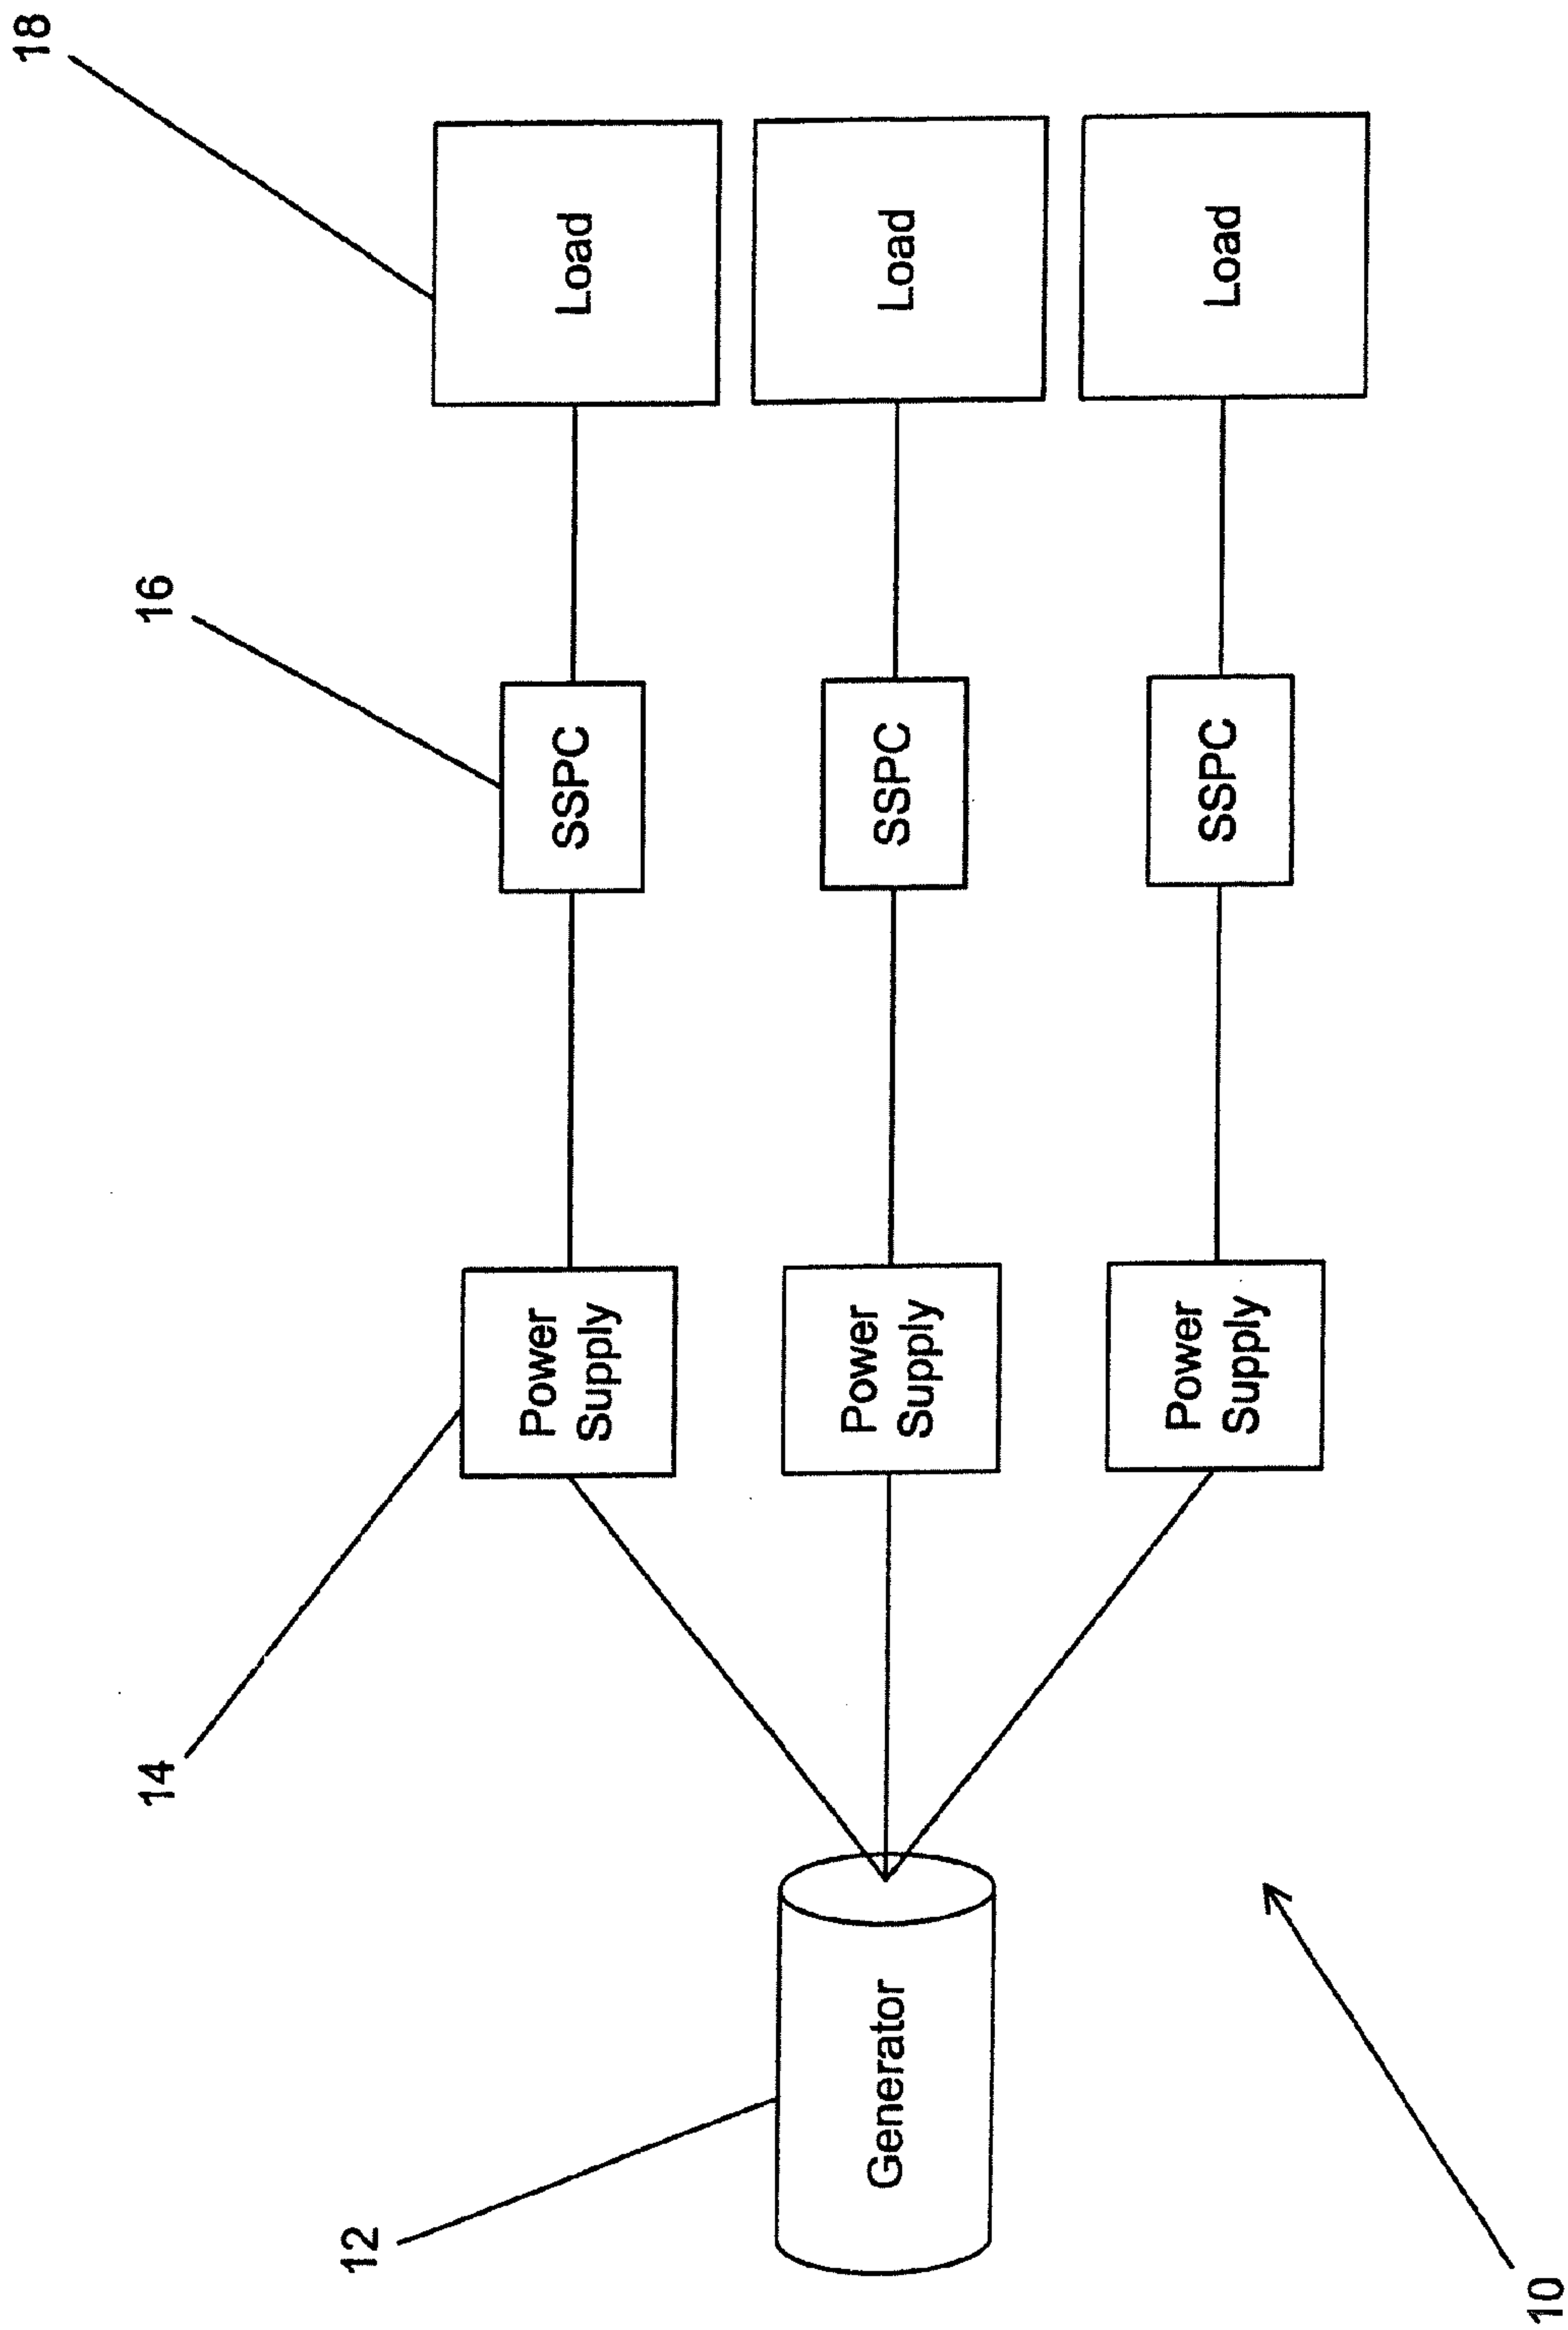 18
16
14
12
10
Load
SSPC
Power
Supply
Load
SSPC
Power
Supply
Generator
Load
SSPC
Power
Supply